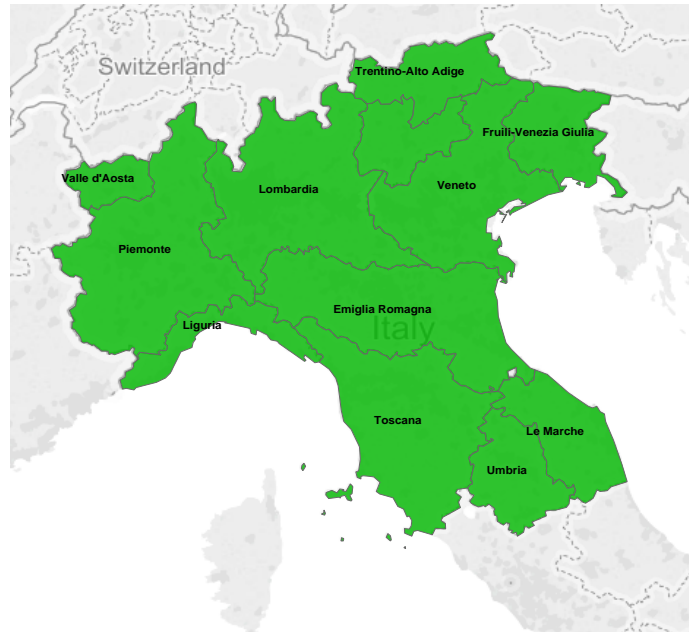 Switzerland
Trentino-Alto Adige
Fruili-Venezia Giulia
Valle d'Aosta
Lombardia
Veneto
Piemonte
Emiglia Romagna
Liguria
Italy
Toscana
Le Marche
Umbria